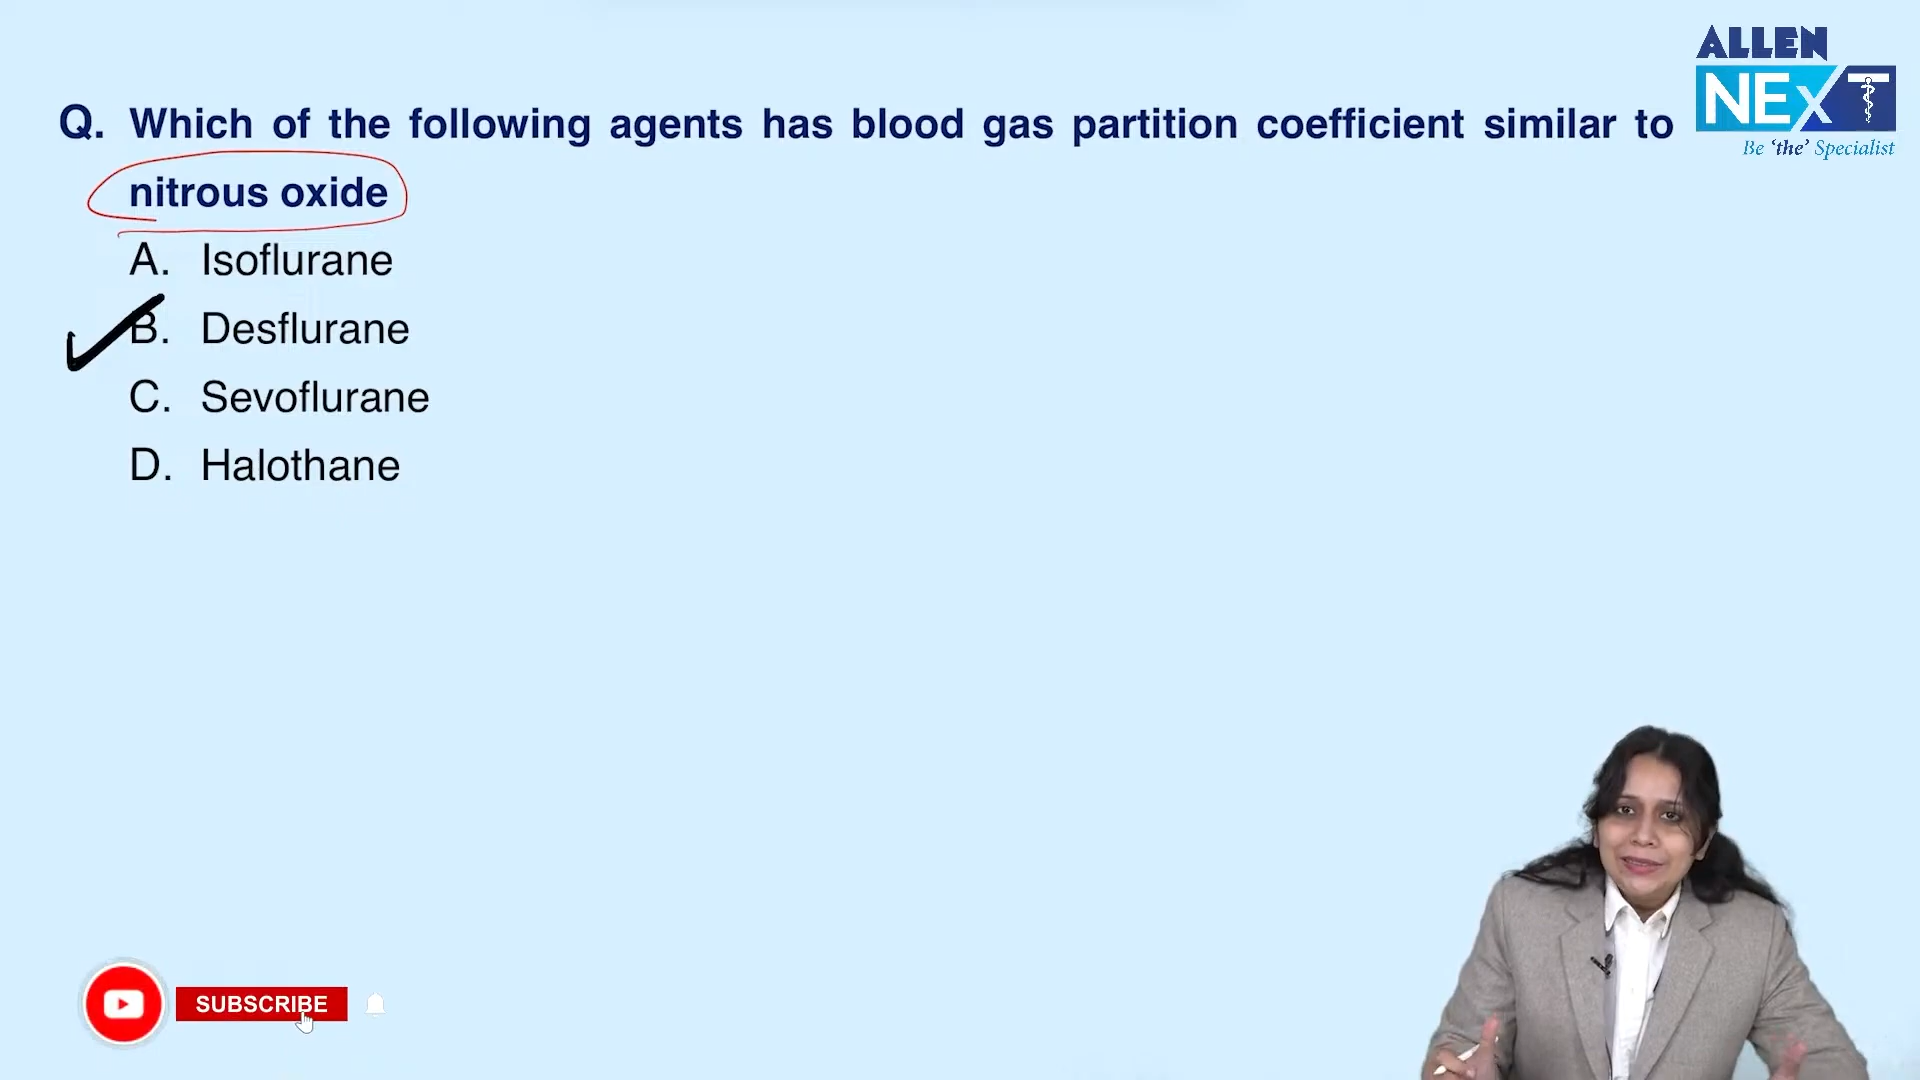 ALLEN
NEXT
Be 'the' Specialist
Q. Which of the following agents has blood gas partition coefficient similar to
nitrous oxide
A. Isoflurane
B. Desflurane
C. Sevoflurane
D. Halothane
SUBSCRIBE